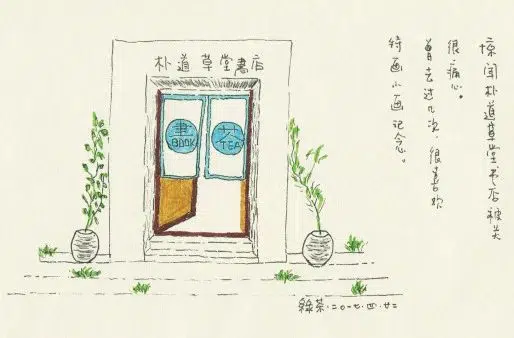 朴道草堂書店
書
BOOK
茶
TEA
惊闻朴道草堂书店被关
很痛心。
曾去过几次,很喜欢
特画小画记念。
绿茶·二〇一七·四·廿二